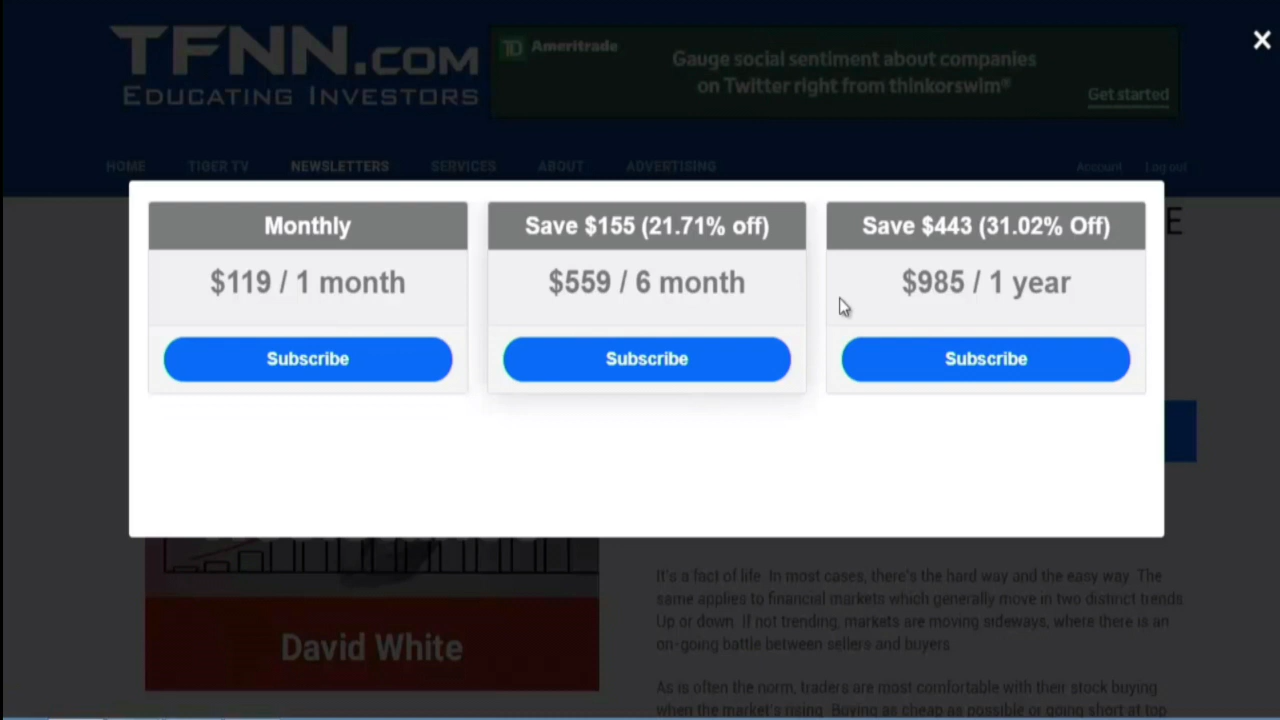 TFNN.COM
EDUCATING INVESTORS
Ameritrade
Gauge social sentiment about companies
on Twitter right from thinkorswim®
Get started
HOME TIGER TV NEWSLETTERS SERVICES ABOUT ADVERTISING
Account Log out
Monthly
$119 / 1 month
Subscribe
Save $155 (21.71% off)
$559 / 6 month
Subscribe
Save $443 (31.02% Off)
$985 / 1 year
Subscribe
David White
It's a fact of life. In most cases, there's the hard way and the easy way. The
same applies to financial markets which generally move in two distinct trends
Up or down. If not trending, markets are moving sideways, where there is an
on-going battle between sellers and buyers
As is often the norm, traders are most comfortable with their stock buying
when the market's rising. Buying as cheap as possible or going short at top